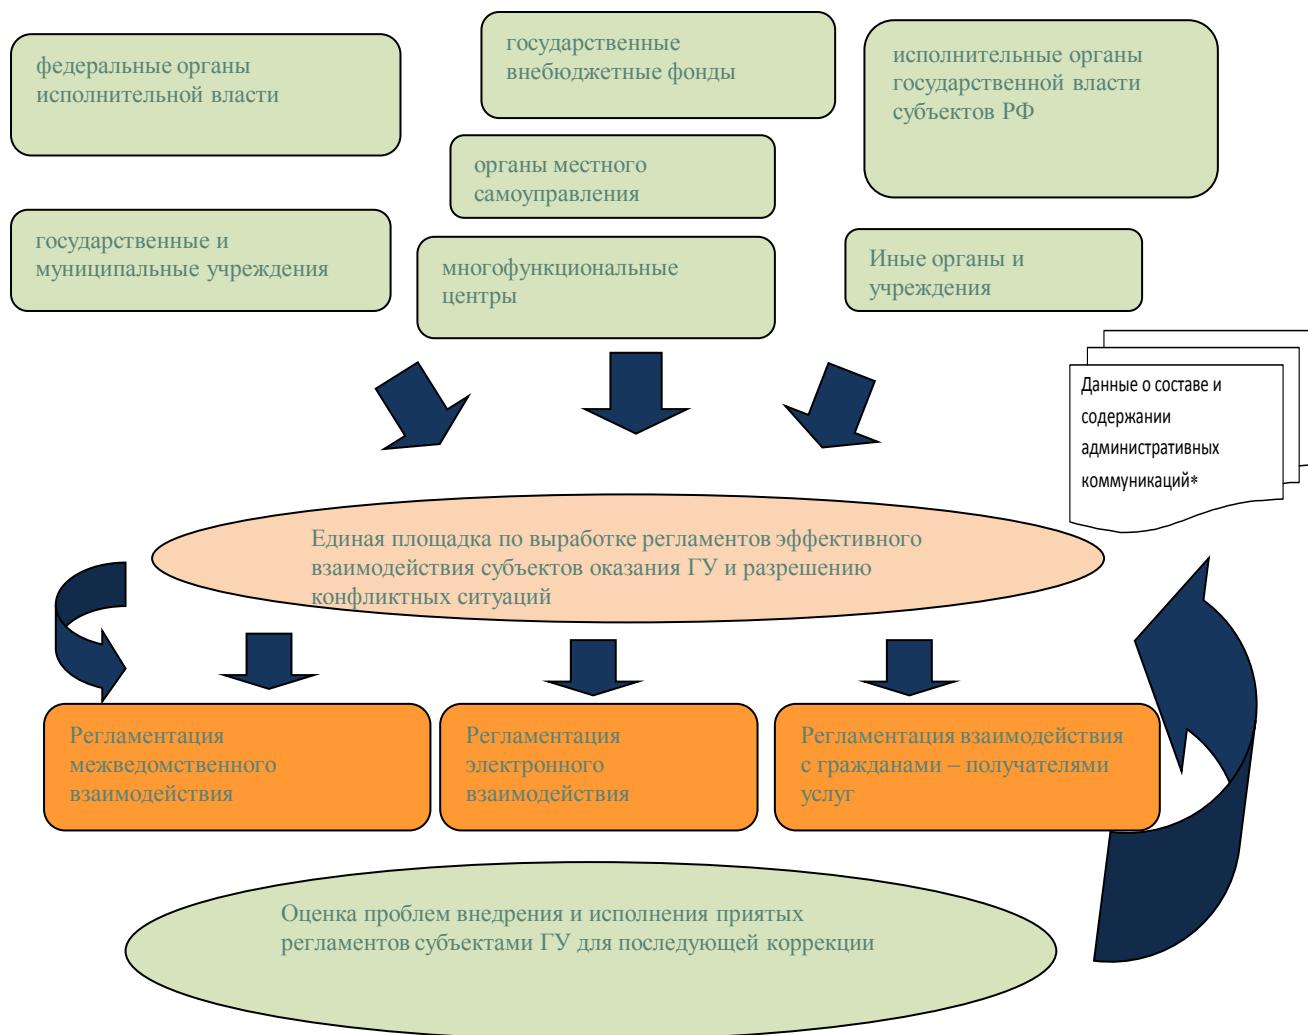 федеральные органы
исполнительной власти
государственные
внебюджетные фонды
исполнительные органы
государственной власти
субъектов РФ
органы местного
самоуправления
государственные и
муниципальные учреждения
многофункциональные
центры
Иные органы и
учреждения
Данные о составе и
содержании
административных
коммуникаций*
Единая площадка по выработке регламентов эффективного
взаимодействия субъектов оказания ГУ и разрешению
конфликтных ситуаций
Регламентация
межведомственного
взаимодействия
Регламентация
электронного
взаимодействия
Регламентация взаимодействия
с гражданами – получателями
услуг
Оценка проблем внедрения и исполнения принятых
регламентов субъектами ГУ для последующей коррекции